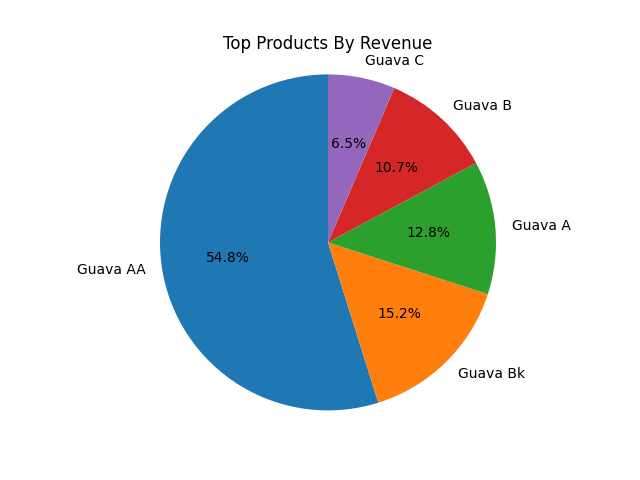 Top Products By Revenue
Guava C
Guava B
6.5%
10.7%
Guava A
12.8%
54.8%
Guava AA
15.2%
Guava Bk